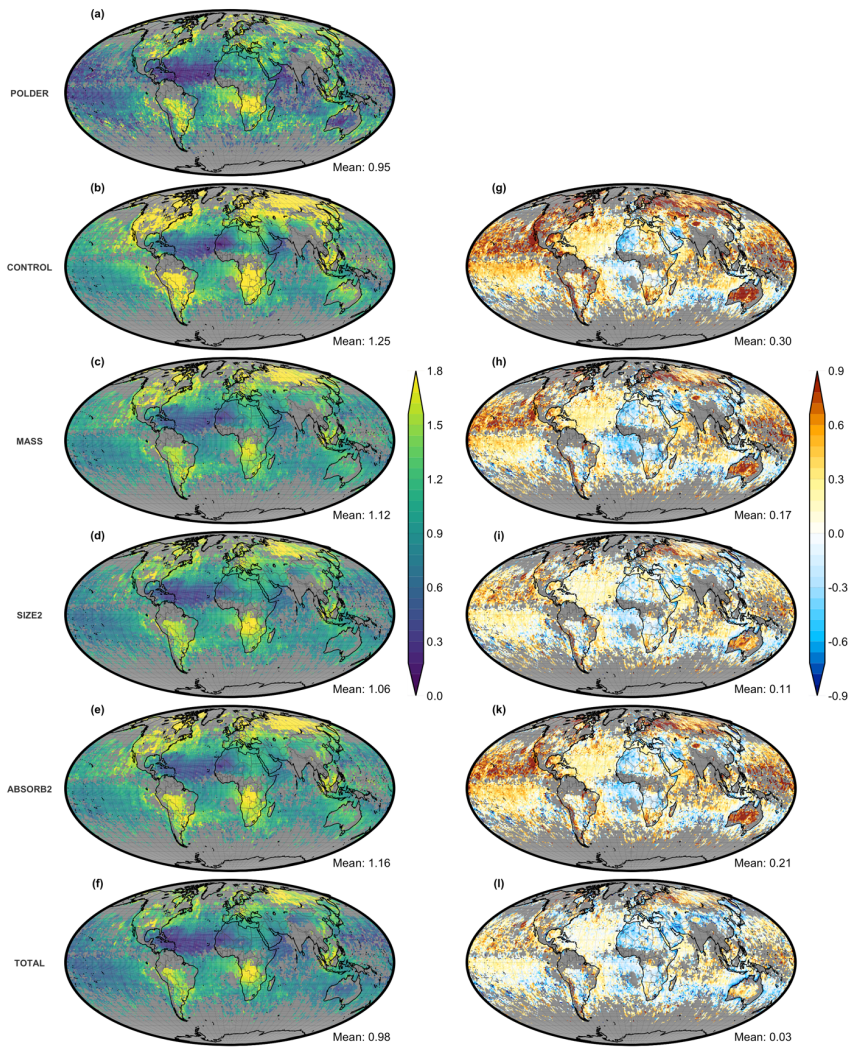 (a)
POLDER
Mean: 0.95
(b) (g)
CONTROL
Mean: 1.25 Mean: 0.30
(c) (h)
1.8 0.9
1.5 0.6
MASS
1.2 0.3
Mean: 1.12 Mean: 0.17
(d) (i)
0.9 0.0
0.6 -0.3
SIZE2
0.3 -0.6
Mean: 1.06 Mean: 0.11
0.0 -0.9
(e) (k)
ABSORB2
Mean: 1.16 Mean: 0.21
(f) (l)
TOTAL
Mean: 0.98 Mean: 0.03